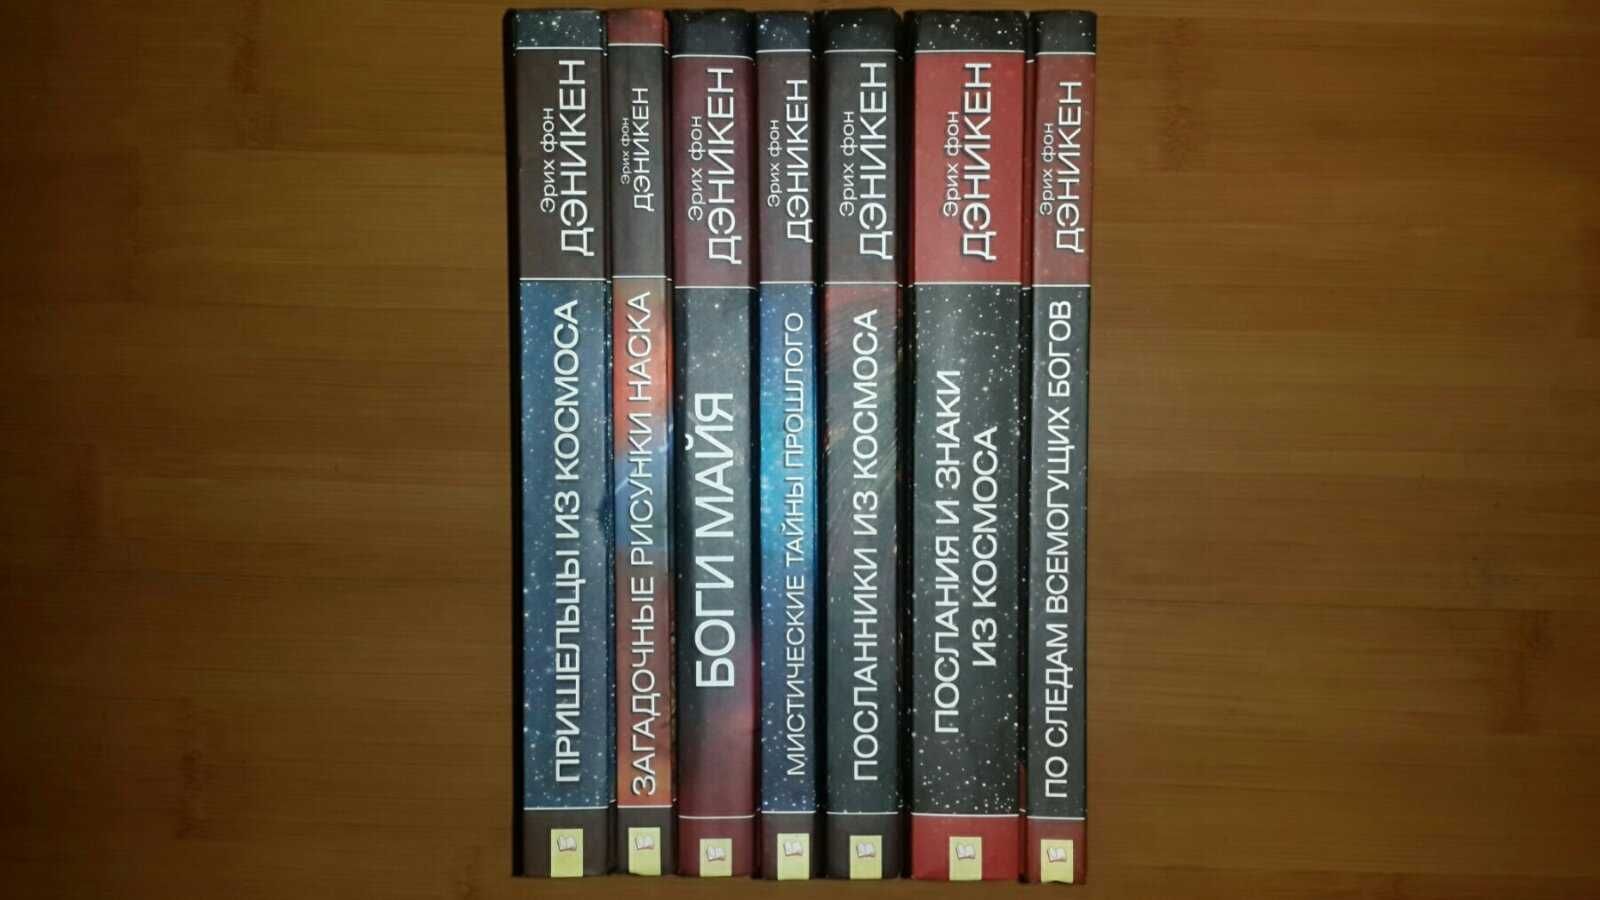 Эрих фон
ДЭНИКЕН
ПРИШЕЛЬЦЫ ИЗ КОСМОСА
Эрих фон
ДЭНИКЕН
ЗАГАДОЧНЫЕ РИСУНКИ НАСКА
Эрих фон
ДЭНИКЕН
БОГИ МАЙЯ
Эрих фон
ДЭНИКЕН
МИСТИЧЕСКИЕ ТАЙНЫ ПРОШЛОГО
Эрих фон
ДЭНИКЕН
ПОСЛАННИКИ ИЗ КОСМОСА
Эрих фон
ДЭНИКЕН
ПОСЛАНИЯ И ЗНАКИ
ИЗ КОСМОСА
Эрих фон
ДЭНИКЕН
ПО СЛЕДАМ ВСЕМОГУЩИХ БОГОВ